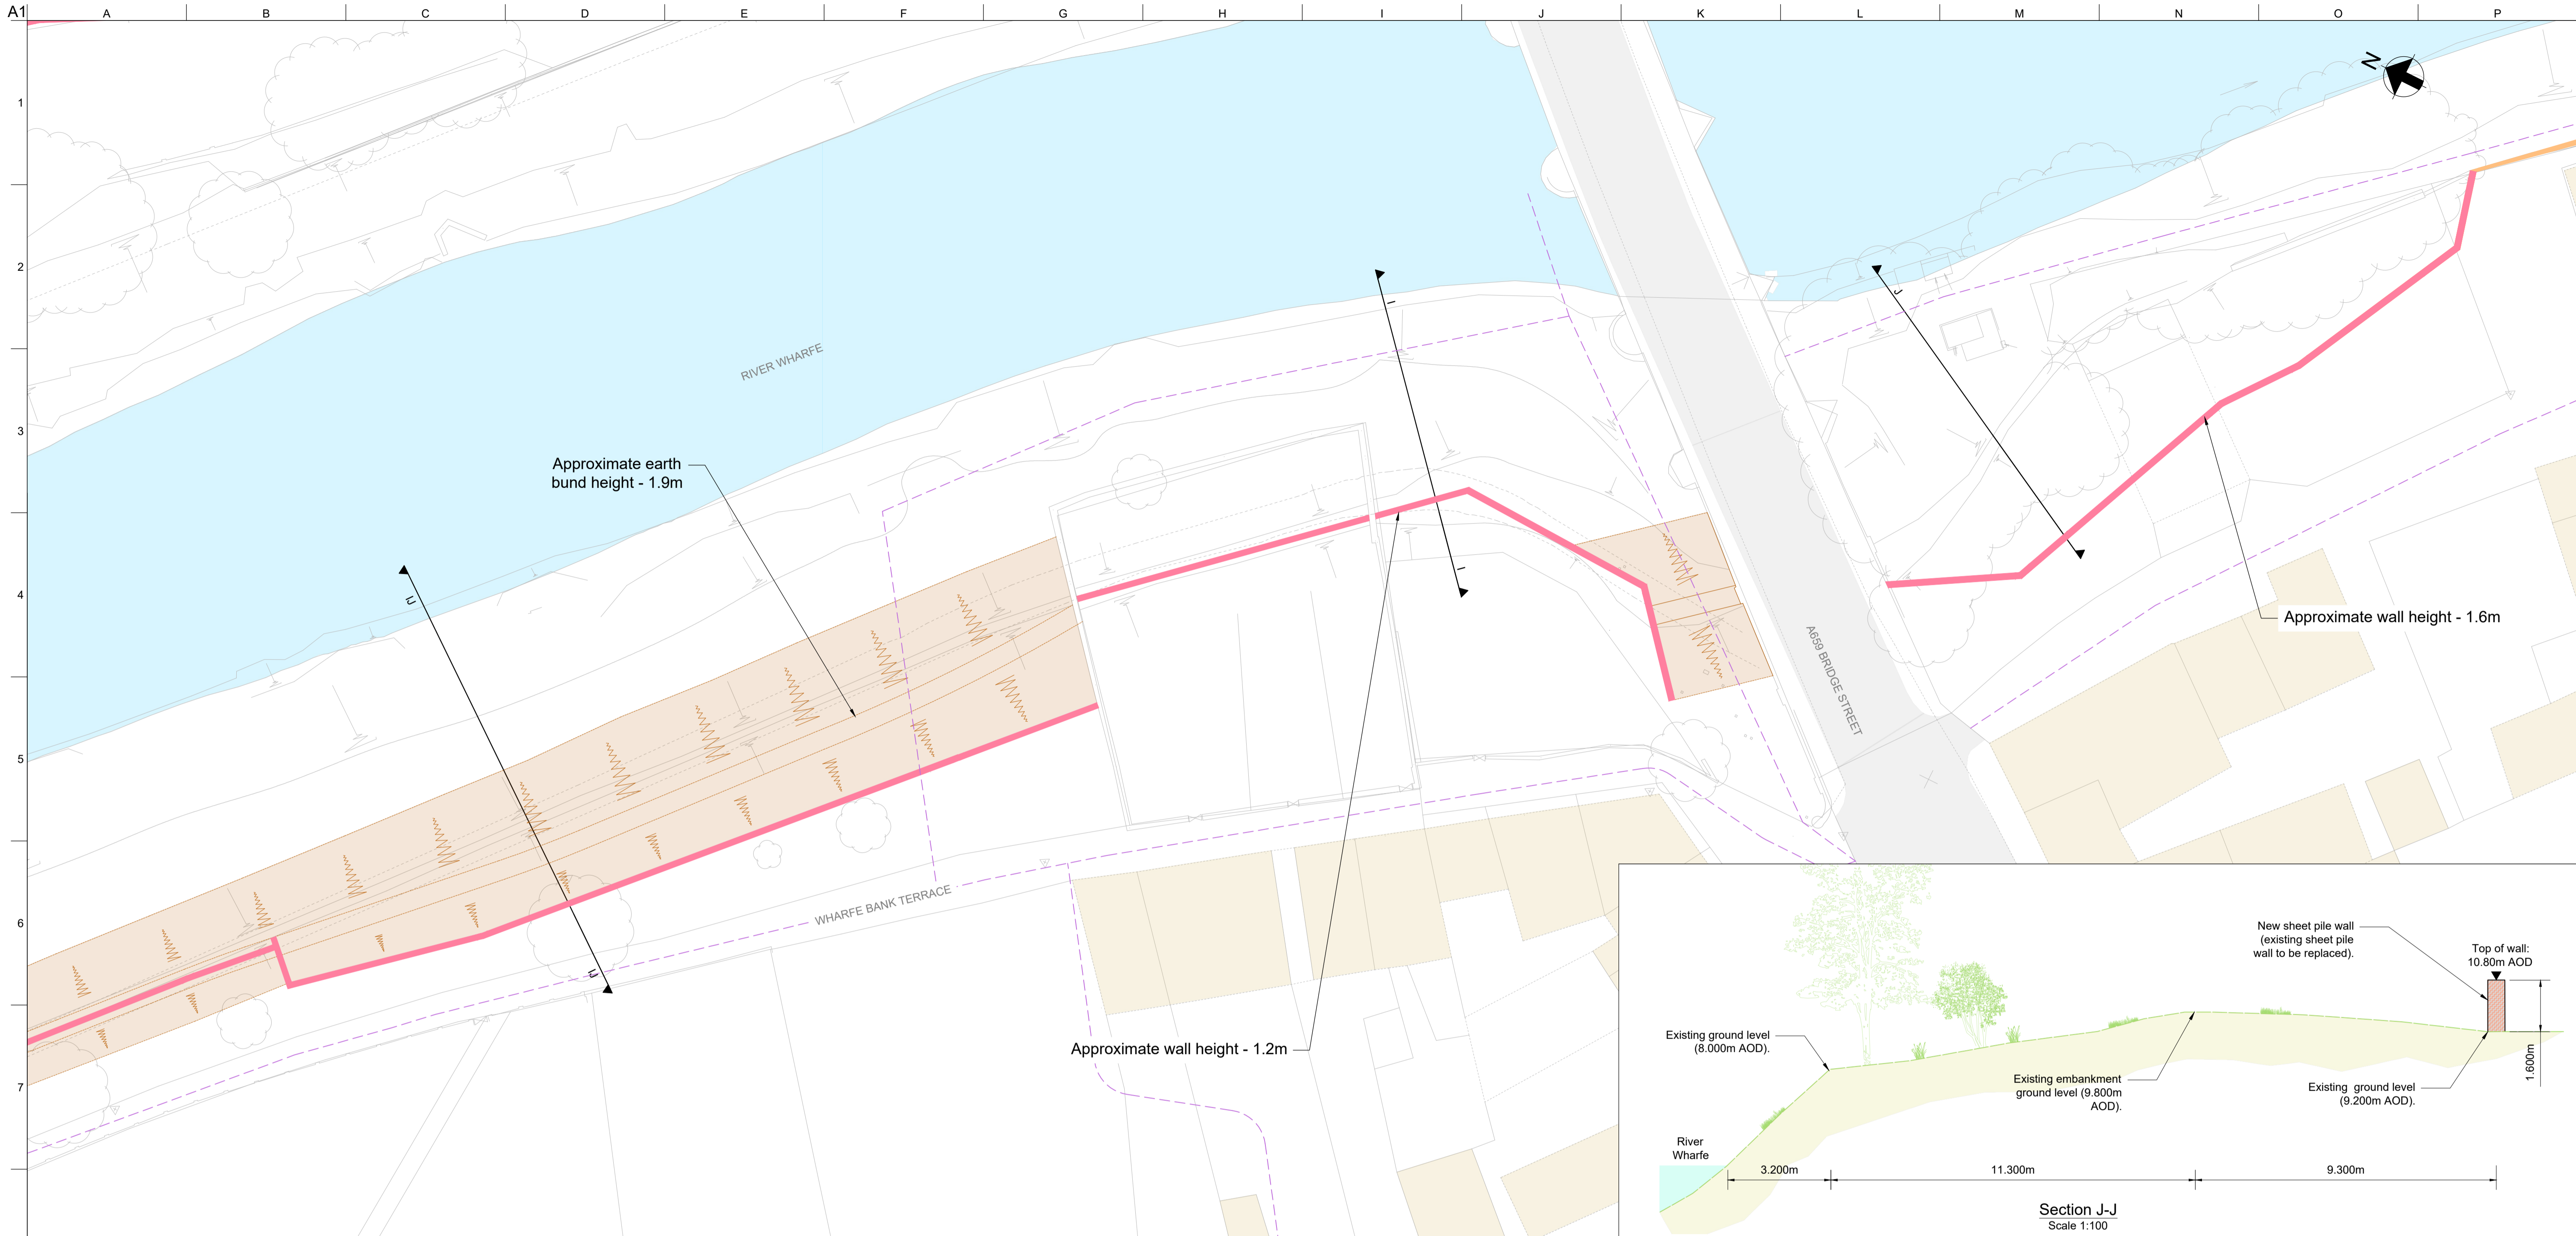 A1
A B C D E F G H I J K L M N O P
N
1
2
3
4
5
6
7
RIVER WHARFE
I
I
J
IJ
IJ
Approximate earth
bund height - 1.9m
Approximate wall height - 1.6m
A659 BRIDGE STREET
WHARFE BANK TERRACE
Approximate wall height - 1.2m
New sheet pile wall
(existing sheet pile
wall to be replaced).
Top of wall:
10.80m AOD
Existing ground level
(8.000m AOD).
Existing embankment
ground level (9.800m
AOD).
Existing ground level
(9.200m AOD).
1.600m
River
Wharfe
3.200m
11.300m
9.300m
Section J-J
Scale 1:100